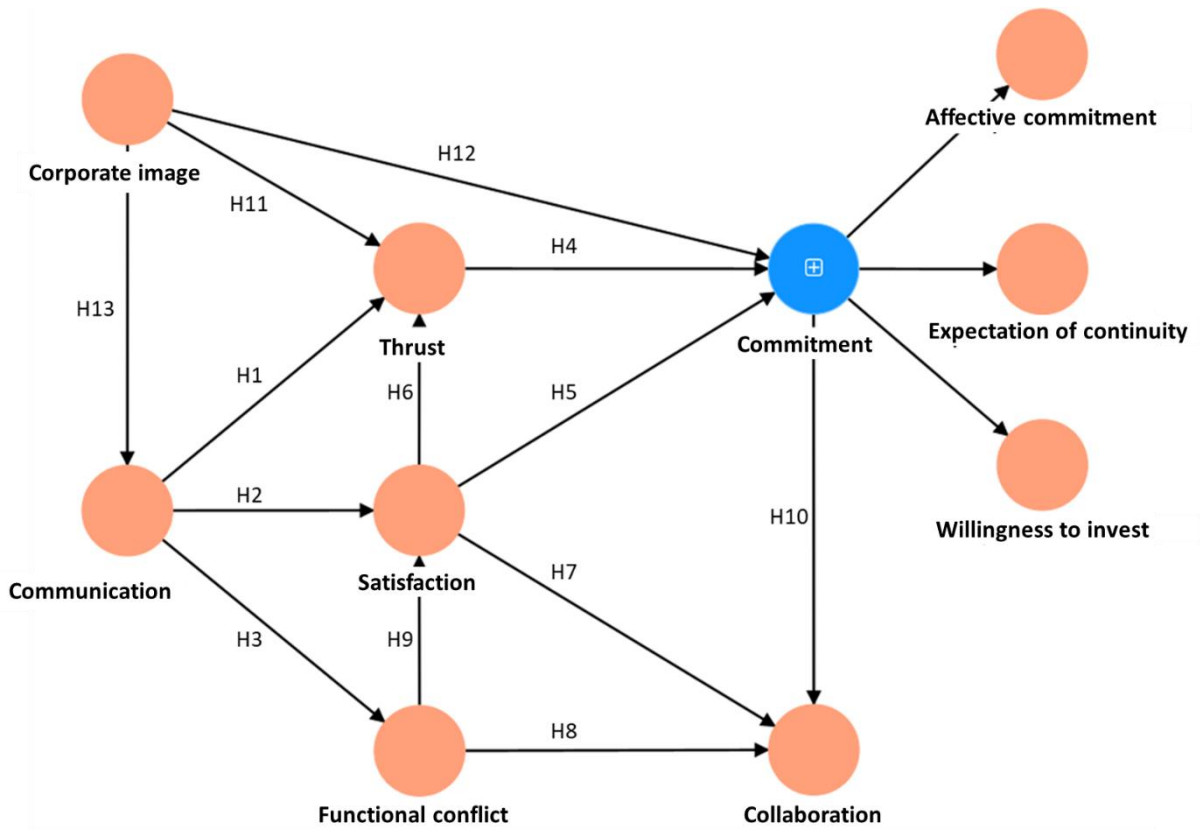 Affective commitment
H12
Corporate image
H11
H4
H13
Thrust
Commitment
Expectation of continuity
H1
H6
H5
H2
H10
Willingness to invest
Communication
Satisfaction
H7
H3
H9
H8
Functional conflict
Collaboration